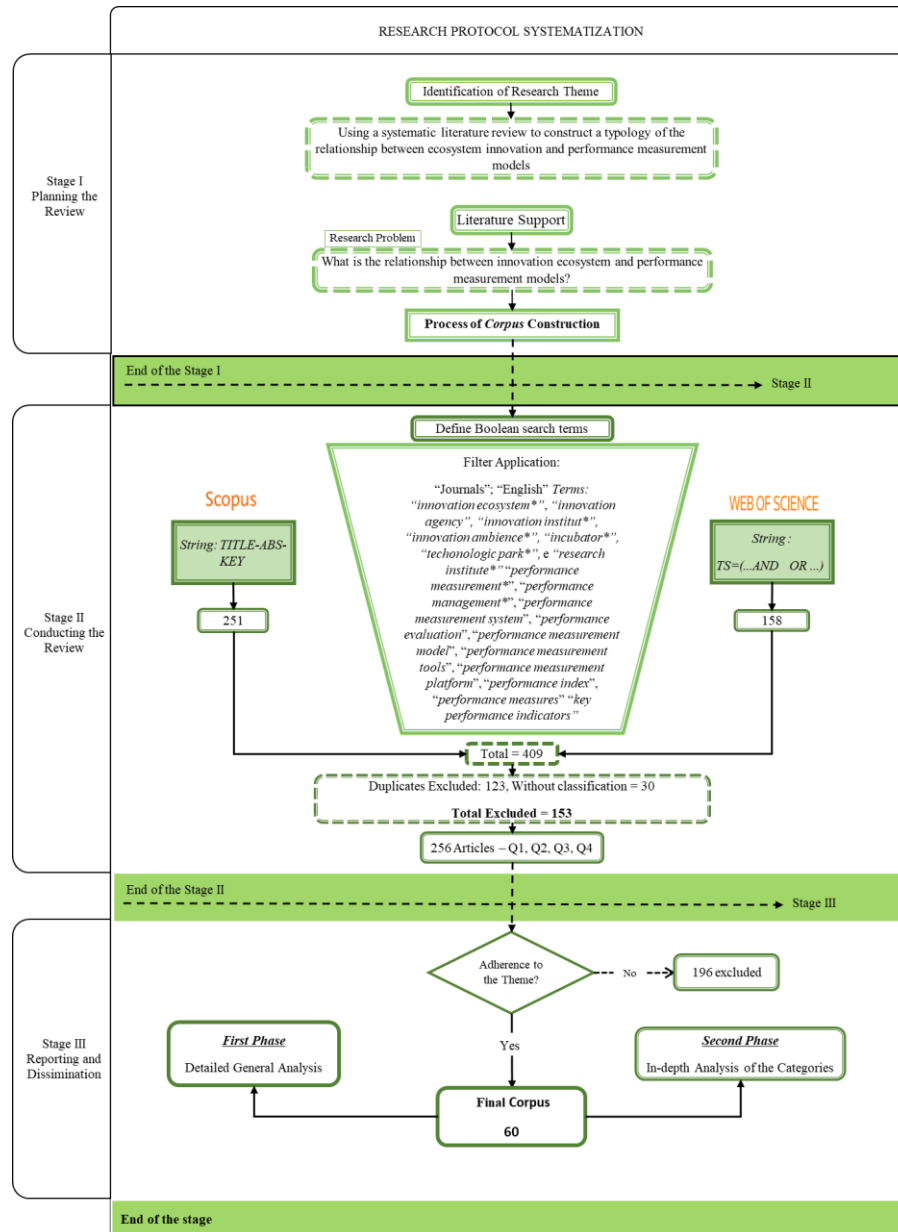 RESEARCH PROTOCOL SYSTEMATIZATION
Stage I
Planning the
Review
Identification of Research Theme
Using a systematic literature review to construct a typology of the
relationship between ecosystem innovation and performance measurement
models
Literature Support
Research Problem
What is the relationship between innovation ecosystem and performance
measurement models?
Process of Corpus Construction
End of the Stage I
Stage II
Stage II
Conducting the
Review
Define Boolean search terms
Filter Application:
“Journals”; “English” Terms:
“innovation ecosystem*”, “innovation
agency”, “innovation institut*”,
“innovation ambience*”, “incubator*”,
“techonologic park*”, e “research
institute*” “performance
measurement*”, “performance
management*”, “performance
measurement system”, “performance
evaluation”, “performance measurement
model”, “performance measurement
tools”, “performance measurement
platform”, “performance index”,
“performance measures” “key
performance indicators”
Scopus
String: TITLE-ABS-
KEY
251
WEB OF SCIENCE
String :
TS=(...AND OR ...)
158
Total = 409
Duplicates Excluded: 123, Without classification = 30
Total Excluded = 153
256 Articles – Q1, Q2, Q3, Q4
End of the Stage II
Stage III
Stage III
Reporting and
Dissimination
Adherence to
the Theme?
No
196 excluded
Yes
First Phase
Detailed General Analysis
Second Phase
In-depth Analysis of the Categories
Final Corpus
60
End of the stage